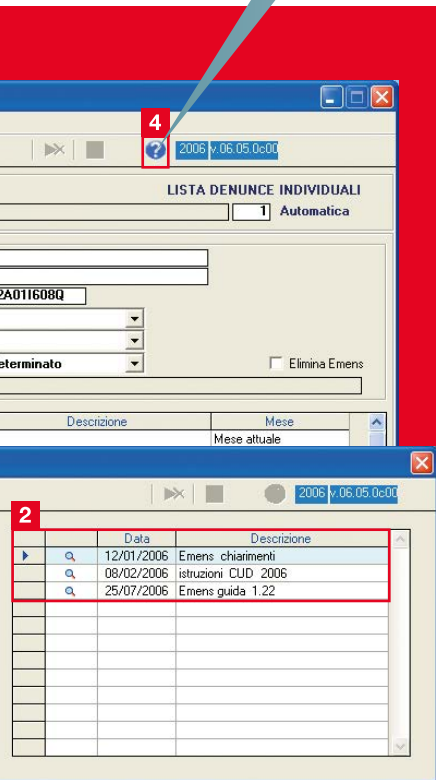 4
2006 v.06.05.0c00
LISTA DENUNCE INDIVIDUALI
1 Automatica
2A01I608Q
eterminato
Elimina Emens
Descrizione Mese
Mese attuale
2006 v.06.05.0c00
2
Data Descrizione
12/01/2006 Emens chiarimenti
08/02/2006 istruzioni CUD 2006
25/07/2006 Emens guida 1.22